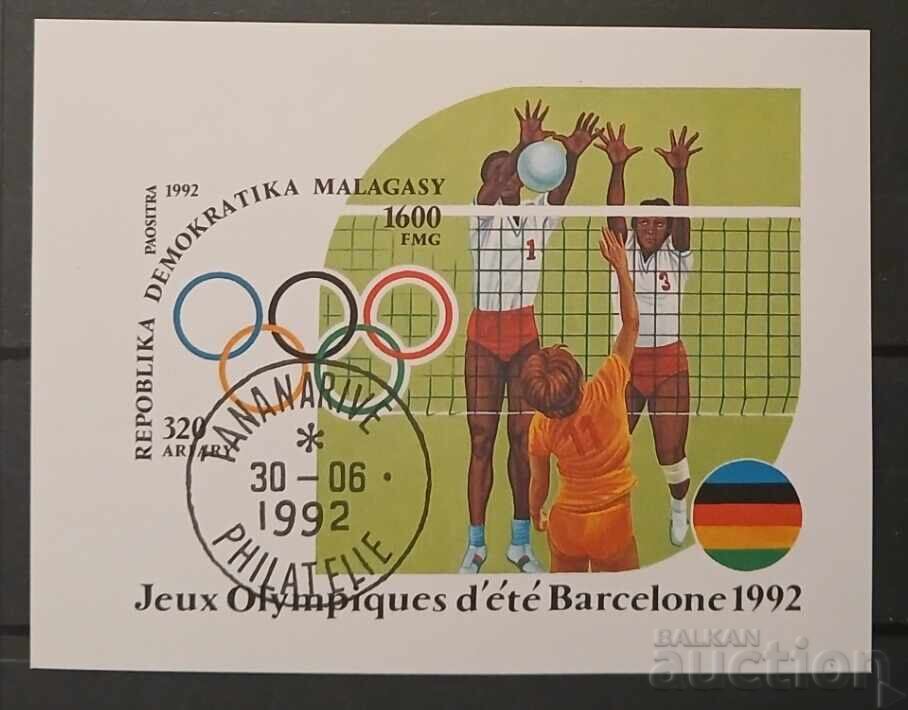 PAOSITRA 1992
REPOBLIKA DEMOKRATIKA MALAGASY
1600
FMG
1
3
11
320
ARIARY
TANANARIVE
*
30-06
1992
PHILATELIE
Jeux Olympiques d'été Barcelone 1992
BALKAN
auction